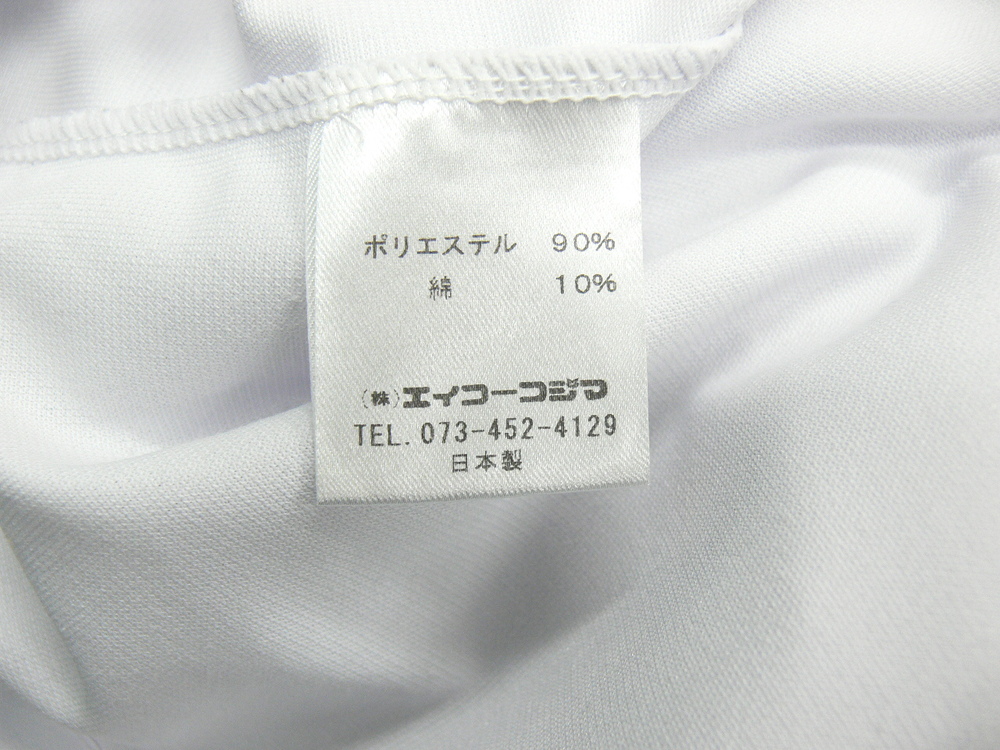 ポリエステル 90%
綿 10%
(株)エイコーコジマ
TEL. 073-452-4129
日本製